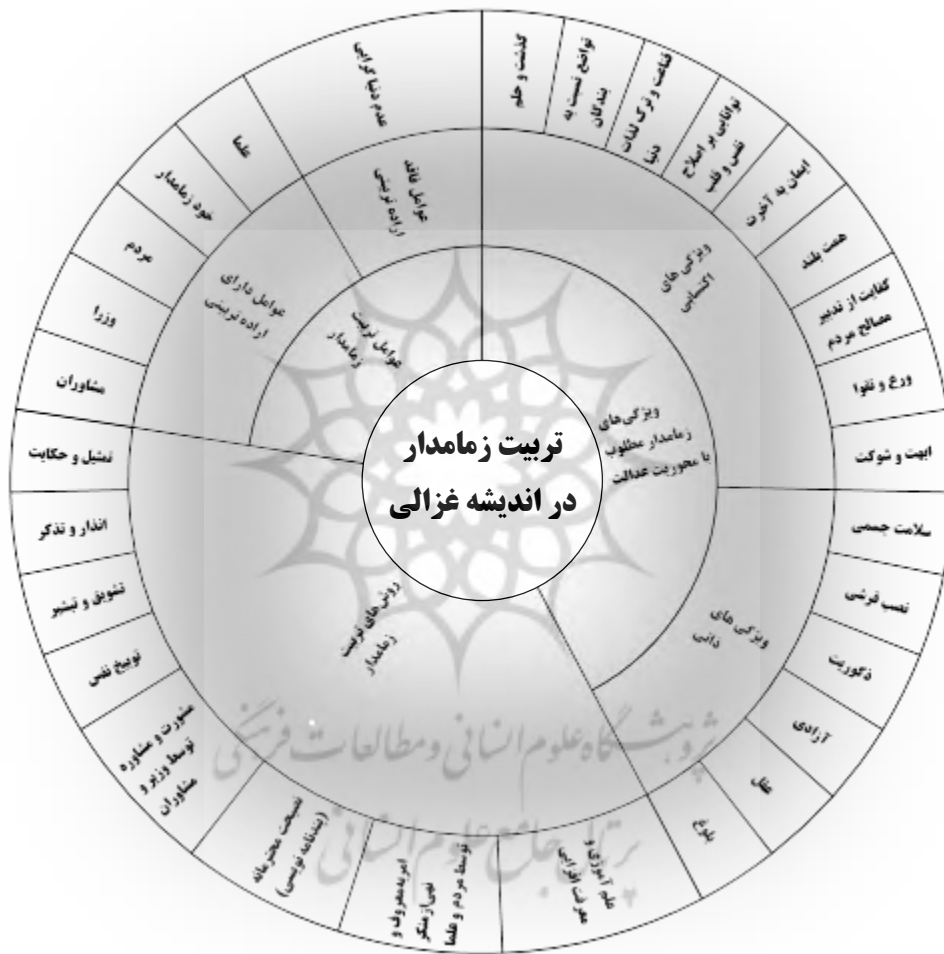 تربیت زمامدار
در اندیشه غزالی
ویژگی‌های
زمامدار مطلوب
با محوریت عدالت
ویژگی های
اکتسابی
گذشت و حلم
تواضع نسبت به
بندگان
قناعت و ترک لذات
دنیا
توانایی بر اصلاح
نفس و قلب
ایمان به آخرت
همت بلند
کفایت از تدبیر
مصالح مردم
ورع و تقوا
ابهت و شوکت
ویژگی های
ذاتی
سلامت جسمی
نصب قرشی
ذکوریت
آزادی
عقل
بلوغ
روش‌های تربیت
زمامدار
علم آموزی و
معرفت افزایی
امربه‌معروف و
نهی‌ازمنکر
توسط مردم و علما
نصیحت محترمانه
(پندنامه نویسی)
مشورت و مشاوره
توسط وزیر و
مشاوران
توبیخ نفس
تشویق و تبشیر
انذار و تذکر
تمثیل و حکایت
عوامل تربیت
زمامدار
عوامل دارای
اراده تربیتی
مشاوران
وزرا
مردم
خود زمامدار
علما
عوامل فاقد
اراده تربیتی
عدم دنیا گرایی
پژوهشگاه علوم انسانی و مطالعات فرهنگی
پرتال جامع علوم انسانی